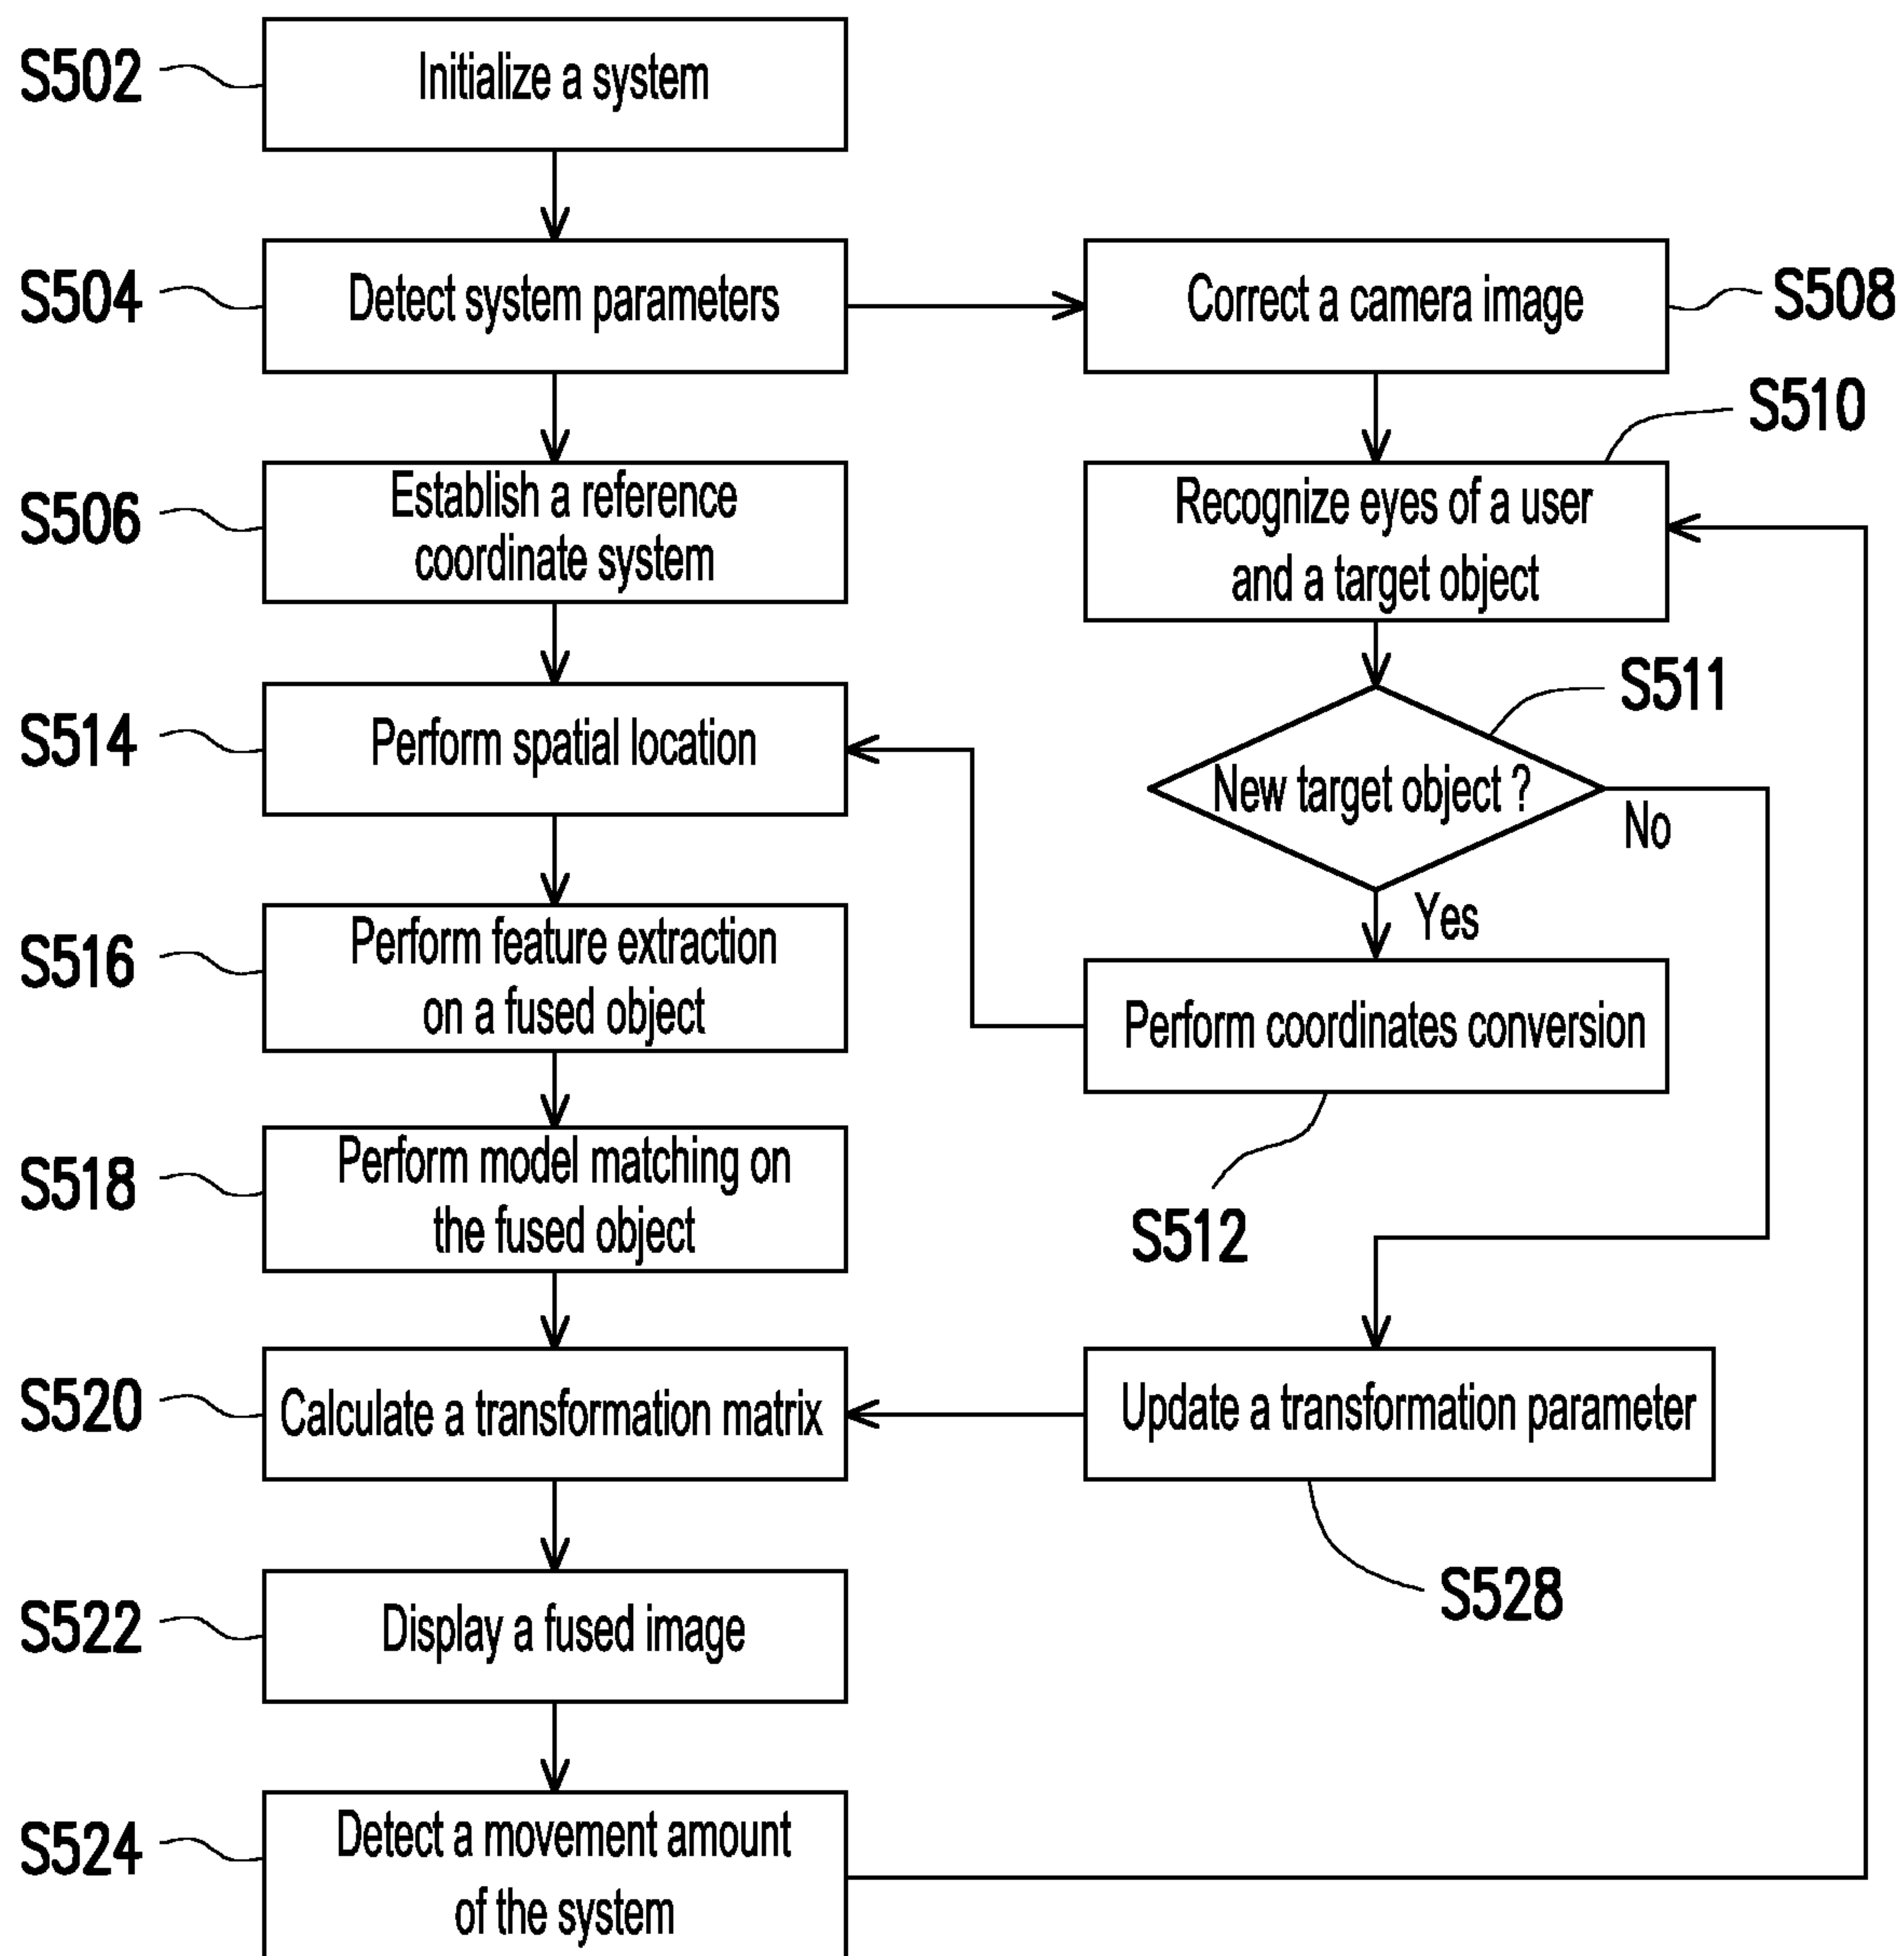 S502
Initialize a system
S504
Detect system parameters
Correct a camera image
S508
S510
S506
Establish a reference
coordinate system
Recognize eyes of a user
and a target object
S511
S514
Perform spatial location
New target object ?
No
Yes
S516
Perform feature extraction
on a fused object
Perform coordinates conversion
S512
S518
Perform model matching on
the fused object
S520
Calculate a transformation matrix
Update a transformation parameter
S528
S522
Display a fused image
S524
Detect a movement amount
of the system